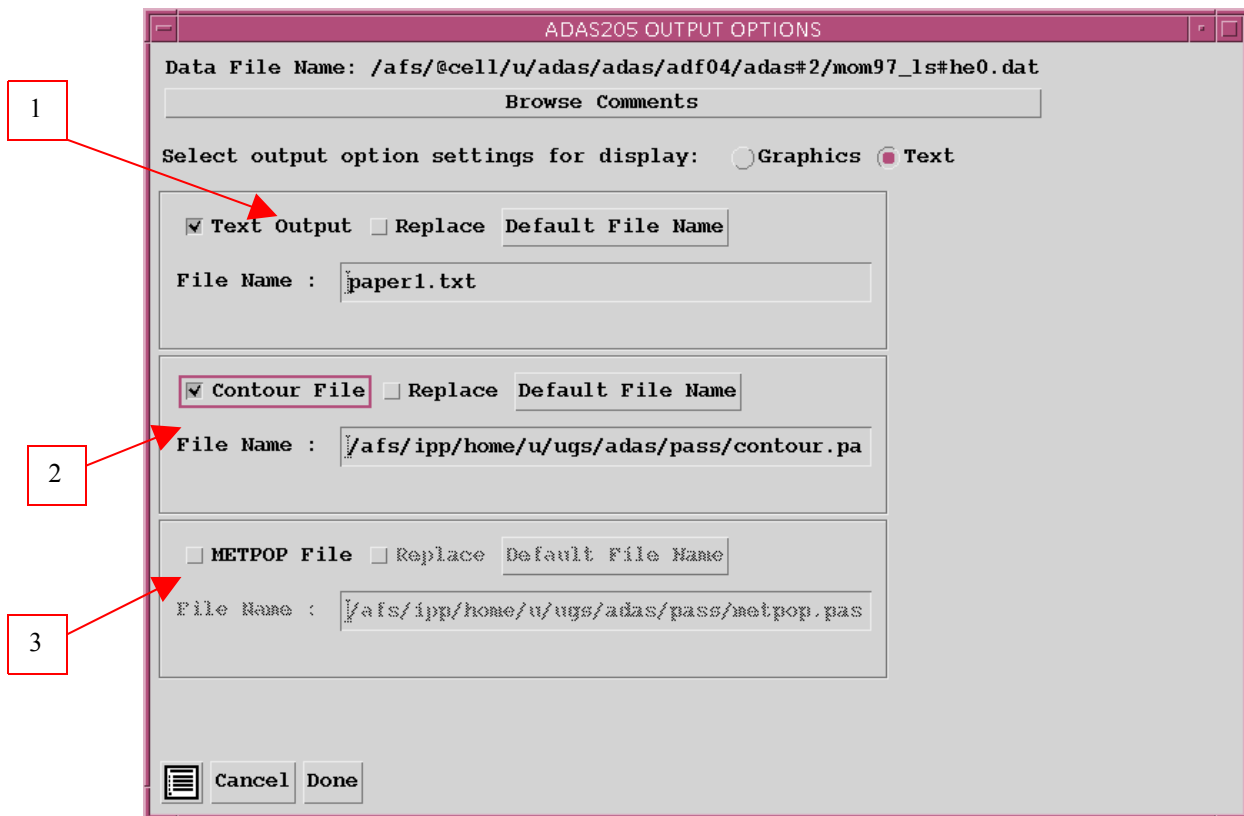 ADAS205 OUTPUT OPTIONS
Data File Name: /afs/@cell/u/adas/adas/adf04/adas#2/mom97_ls#he0.dat
Browse Comments
1
Select output option settings for display: Graphics Text
Text Output Replace Default File Name
File Name : paper1.txt
Contour File Replace Default File Name
File Name : /afs/ipp/home/u/ugs/adas/pass/contour.pa
2
METPOP File Replace Default File Name
File Name : /afs/ipp/home/u/ugs/adas/pass/metpop.pas
3
Cancel Done